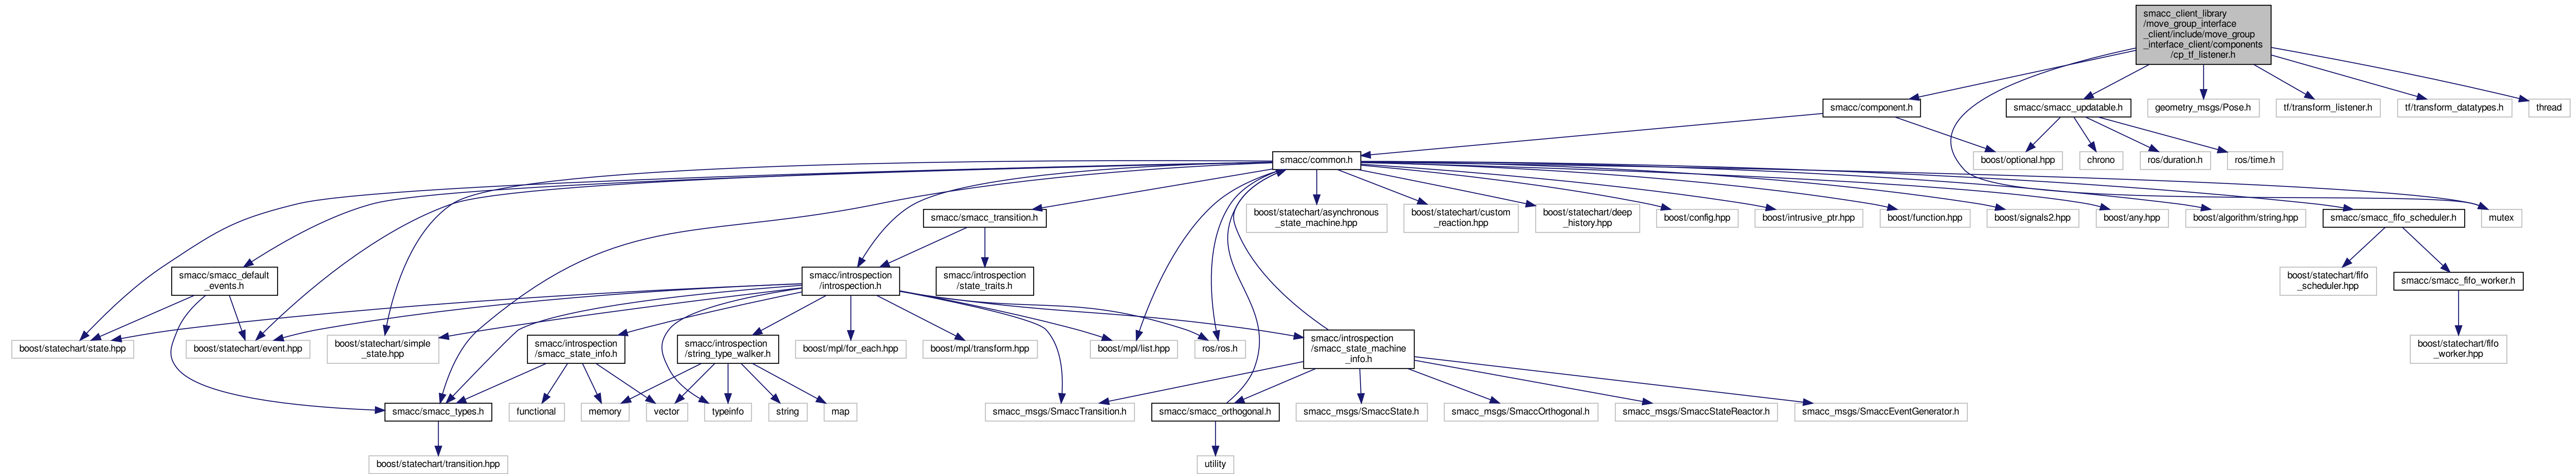 smacc_client_library
/move_group_interface
_client/include/move_group
_interface_client/components
/cp_tf_listener.h
smacc/component.h
smacc/smacc_updatable.h
geometry_msgs/Pose.h
tf/transform_listener.h
tf/transform_datatypes.h
thread
smacc/common.h
boost/optional.hpp
chrono
ros/duration.h
ros/time.h
smacc/smacc_transition.h
boost/statechart/asynchronous
_state_machine.hpp
boost/statechart/custom
_reaction.hpp
boost/statechart/deep
_history.hpp
boost/config.hpp
boost/intrusive_ptr.hpp
boost/function.hpp
boost/signals2.hpp
boost/any.hpp
boost/algorithm/string.hpp
smacc/smacc_fifo_scheduler.h
mutex
smacc/smacc_default
_events.h
smacc/introspection
/introspection.h
smacc/introspection
/state_traits.h
boost/statechart/fifo
_scheduler.hpp
smacc/smacc_fifo_worker.h
boost/statechart/state.hpp
boost/statechart/event.hpp
boost/statechart/simple
_state.hpp
smacc/introspection
/smacc_state_info.h
smacc/introspection
/string_type_walker.h
boost/mpl/for_each.hpp
boost/mpl/transform.hpp
boost/mpl/list.hpp
ros/ros.h
smacc/introspection
/smacc_state_machine
_info.h
boost/statechart/fifo
_worker.hpp
smacc/smacc_types.h
functional
memory
vector
typeinfo
string
map
smacc_msgs/SmaccTransition.h
smacc/smacc_orthogonal.h
smacc_msgs/SmaccState.h
smacc_msgs/SmaccOrthogonal.h
smacc_msgs/SmaccStateReactor.h
smacc_msgs/SmaccEventGenerator.h
boost/statechart/transition.hpp
utility